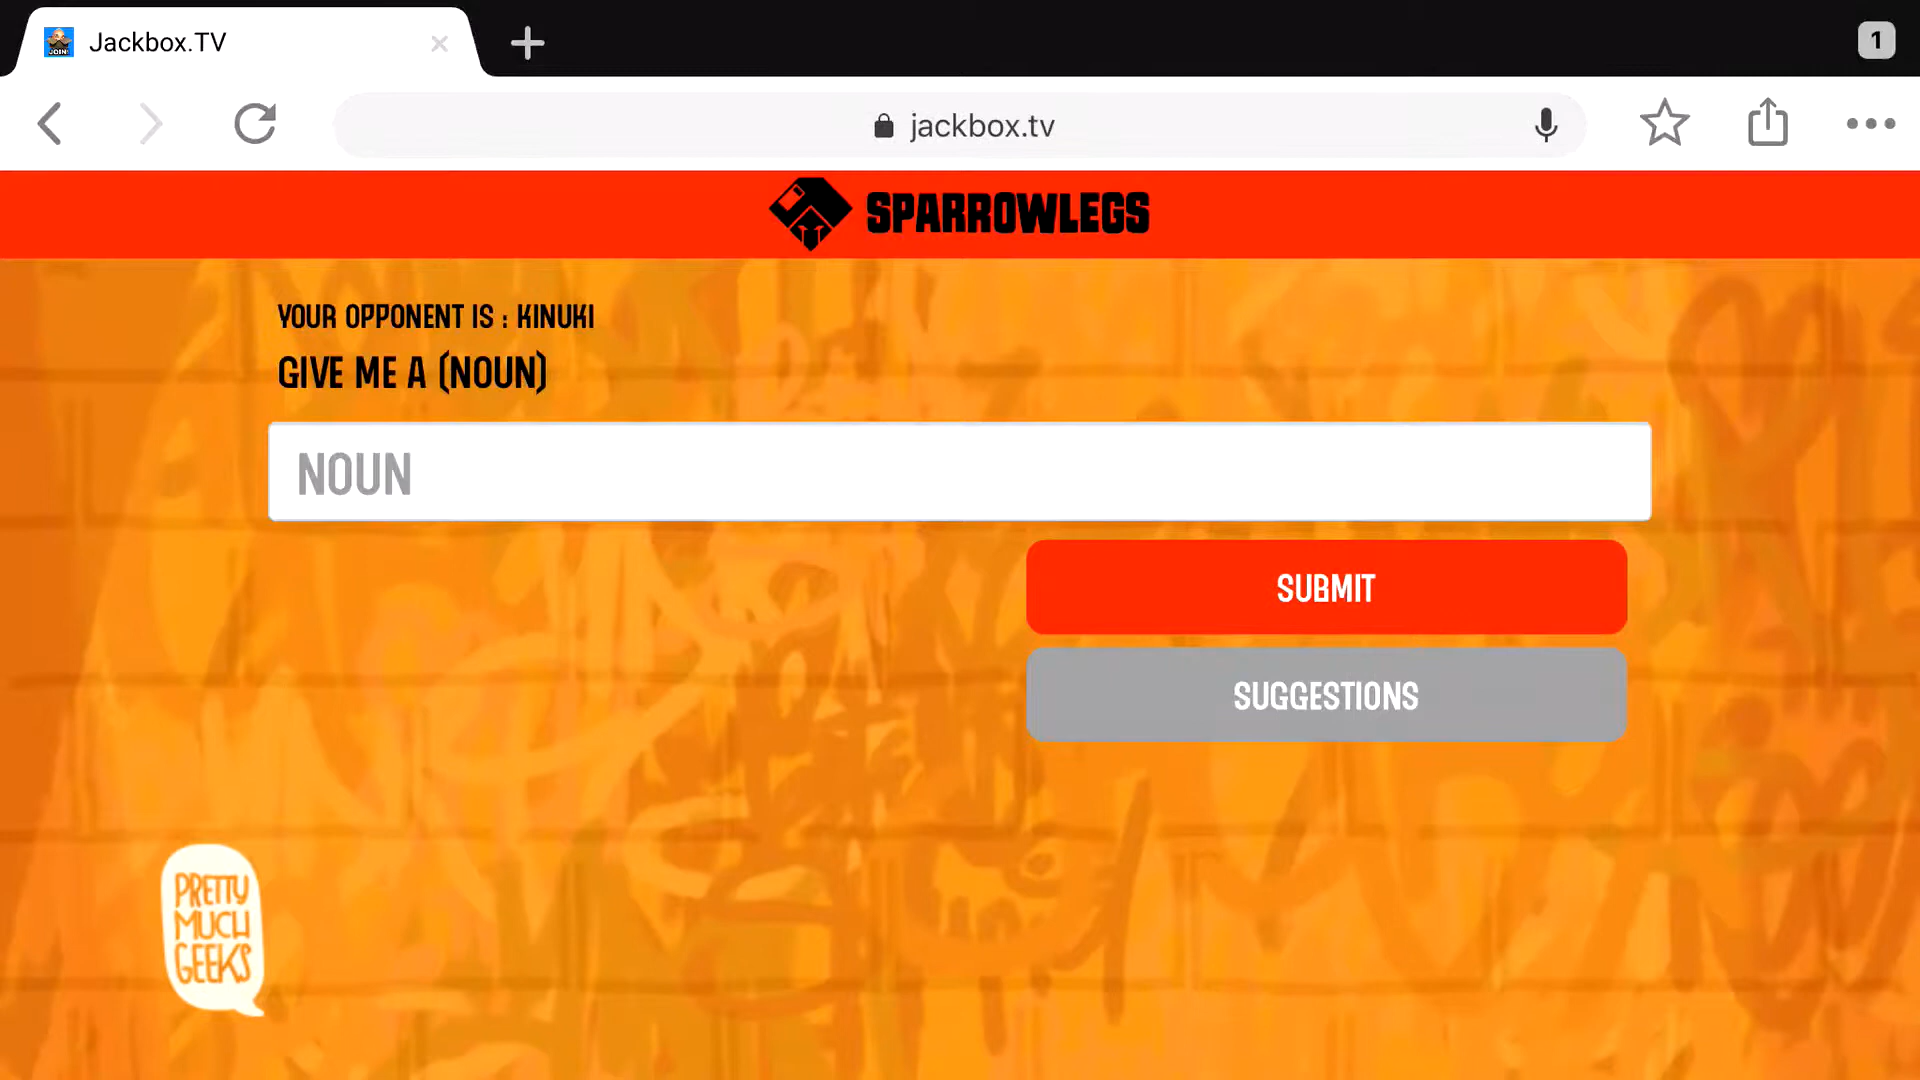 JOIN!
Jackbox.TV
1
jackbox.tv
SPARROWLEGS
YOUR OPPONENT IS : KINUKI
GIVE ME A (NOUN)
NOUN
SUBMIT
SUGGESTIONS
PRETTY
MUCH
GEEKS